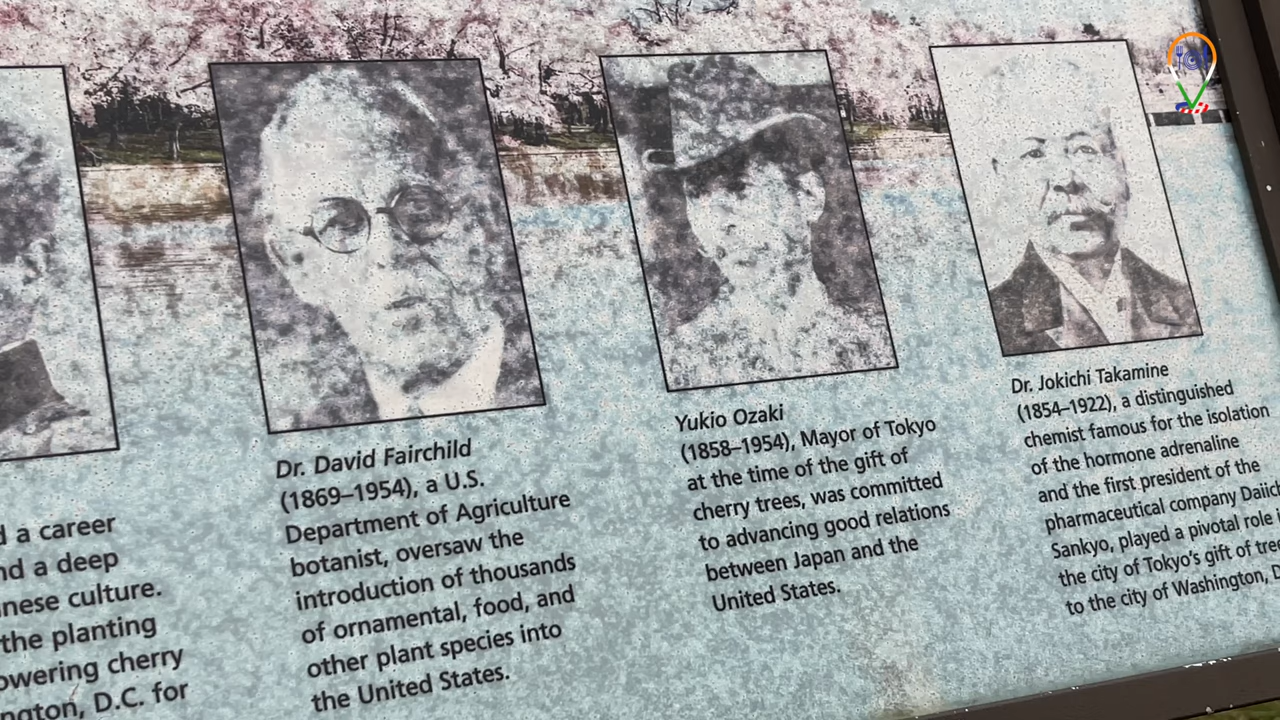 d a career
nd a deep
nese culture.
the planting
owering cherry
ngton, D.C. for
Dr. David Fairchild
(1869–1954), a U.S.
Department of Agriculture
botanist, oversaw the
introduction of thousands
of ornamental, food, and
other plant species into
the United States.
Yukio Ozaki
(1858–1954), Mayor of Tokyo
at the time of the gift of
cherry trees, was committed
to advancing good relations
between Japan and the
United States.
Dr. Jokichi Takamine
(1854–1922), a distinguished
chemist famous for the isolation
of the hormone adrenaline
and the first president of the
pharmaceutical company Daiic
Sankyo, played a pivotal role
the city of Tokyo's gift of tre
to the city of Washington, D